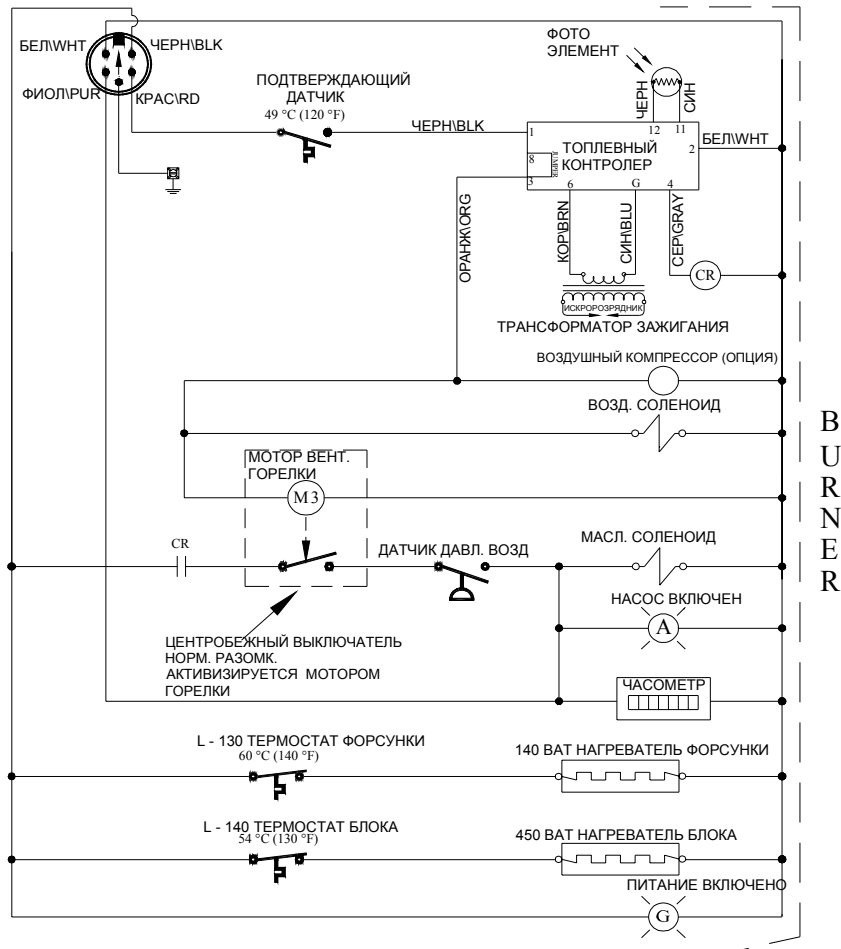 БЕЛ\WHT
ЧЕРН\BLK
ФИОЛ\PUR
КРАС\RD
ПОДТВЕРЖДАЮЩИЙ
ДАТЧИК
49 °C (120 °F)
ЧЕРН\BLK
ФОТО
ЭЛЕМЕНТ
ЧЕРН
СИН
12
11
1
8
3
JUMPER
ТОПЛЕВНЫЙ
КОНТРОЛЕР
2
6
G
4
БЕЛ\WHT
ОРАНЖ\ORG
КОР\BRN
СИН\BLU
СЕР\GRAY
CR
ИСКРОРОЗРЯДНИК
ТРАНСФОРМАТОР ЗАЖИГАНИЯ
ВОЗДУШНЫЙ КОМПРЕССОР (ОПЦИЯ)
ВОЗД. СОЛЕНОИД
BURNER
МОТОР ВЕНТ.
ГОРЕЛКИ
M3
CR
ДАТЧИК ДАВЛ. ВОЗД
МАСЛ. СОЛЕНОИД
НАСОС ВКЛЮЧЕН
A
ЦЕНТРОБЕЖНЫЙ ВЫКЛЮЧАТЕЛЬ
НОРМ. РАЗОМК.
АКТИВИЗИРУЕТСЯ МОТОРОМ
ГОРЕЛКИ
ЧАСОМЕТР
L - 130 ТЕРМОСТАТ ФОРСУНКИ
60 °C (140 °F)
140 ВАТ НАГРЕВАТЕЛЬ ФОРСУНКИ
L - 140 ТЕРМОСТАТ БЛОКА
54 °C (130 °F)
450 ВАТ НАГРЕВАТЕЛЬ БЛОКА
ПИТАНИЕ ВКЛЮЧЕНО
G